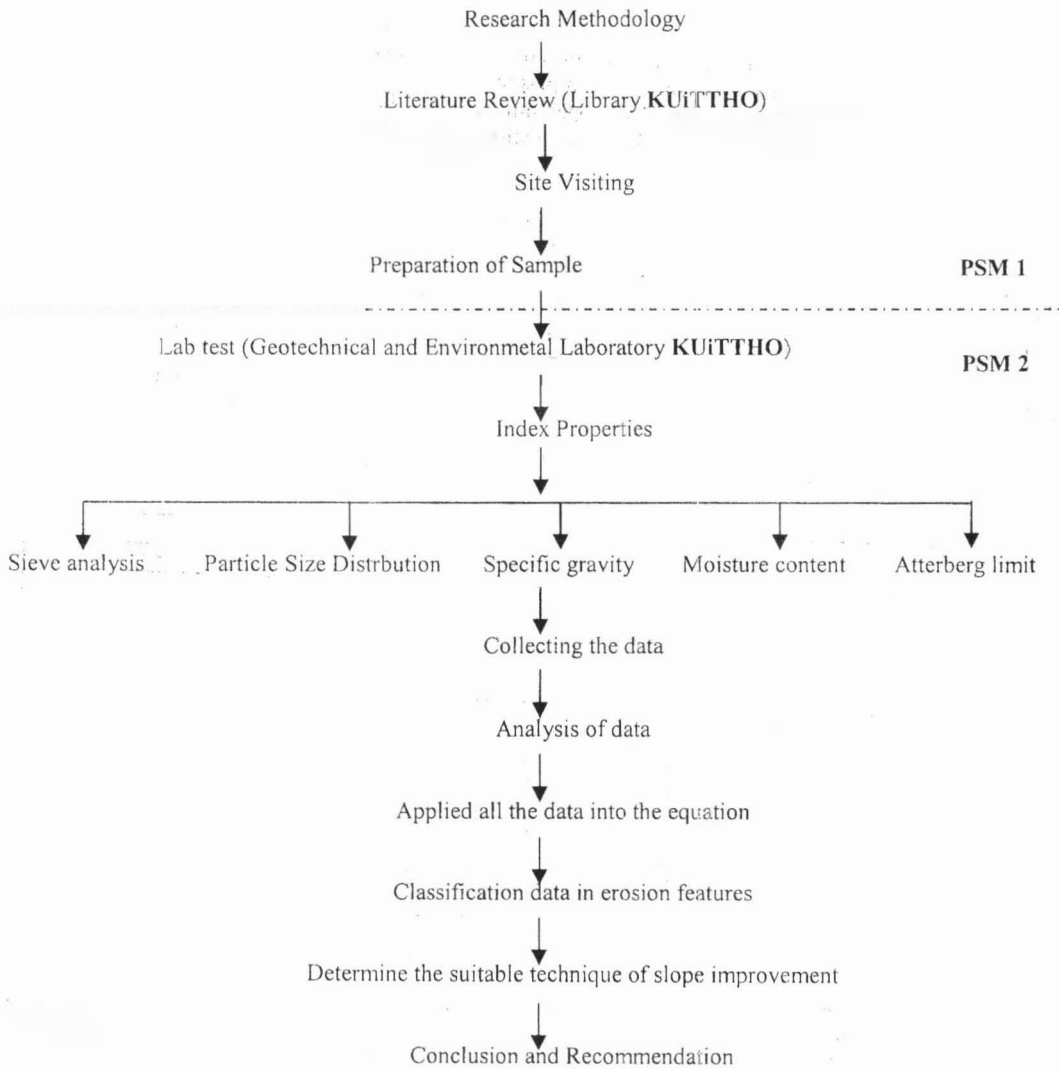 Research Methodology
Literature Review (Library KUiTTHO)
Site Visiting
Preparation of Sample
PSM 1
Lab test (Geotechnical and Environmetal Laboratory KUiTTHO)
PSM 2
Index Properties
Sieve analysis Particle Size Distrbution Specific gravity Moisture content Atterberg limit
Collecting the data
Analysis of data
Applied all the data into the equation
Classification data in erosion features
Determine the suitable technique of slope improvement
Conclusion and Recommendation